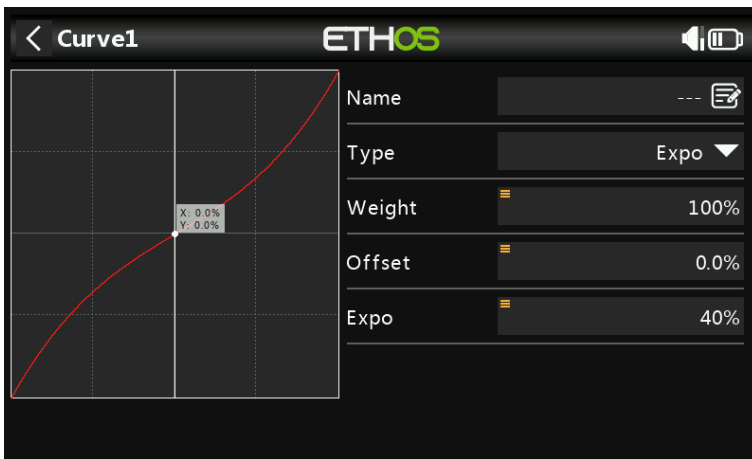 Curve1
ETHOS
X: 0.0%
Y: 0.0%
Name ---
Type Expo
Weight 100%
Offset 0.0%
Expo 40%